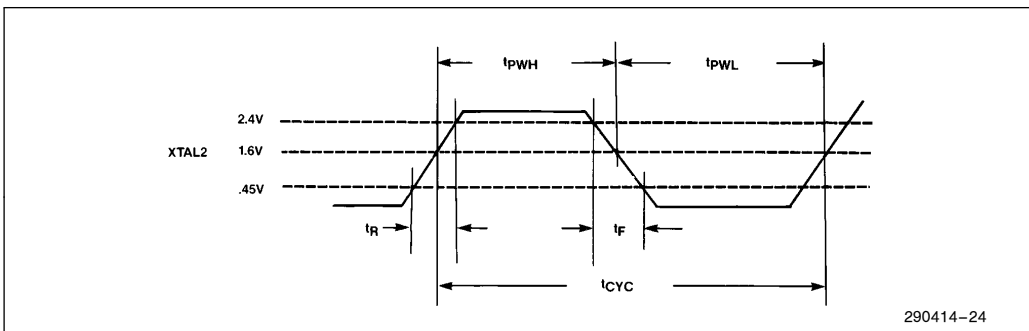 tPWH
tPWL
2.4V
XTAL2
1.6V
.45V
tR
tF
tCYC
290414–24